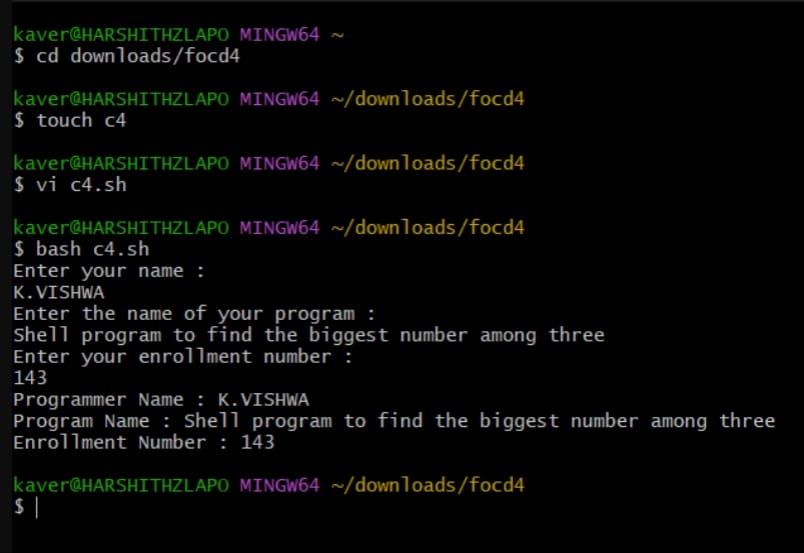 kaver@HARSHITHZLAPO MINGW64 ~
$ cd downloads/focd4
kaver@HARSHITHZLAPO MINGW64 ~/downloads/focd4
$ touch c4
kaver@HARSHITHZLAPO MINGW64 ~/downloads/focd4
$ vi c4.sh
kaver@HARSHITHZLAPO MINGW64 ~/downloads/focd4
$ bash c4.sh
Enter your name :
K.VISHWA
Enter the name of your program :
Shell program to find the biggest number among three
Enter your enrollment number :
143
Programmer Name : K.VISHWA
Program Name : Shell program to find the biggest number among three
Enrollment Number : 143
kaver@HARSHITHZLAPO MINGW64 ~/downloads/focd4
$